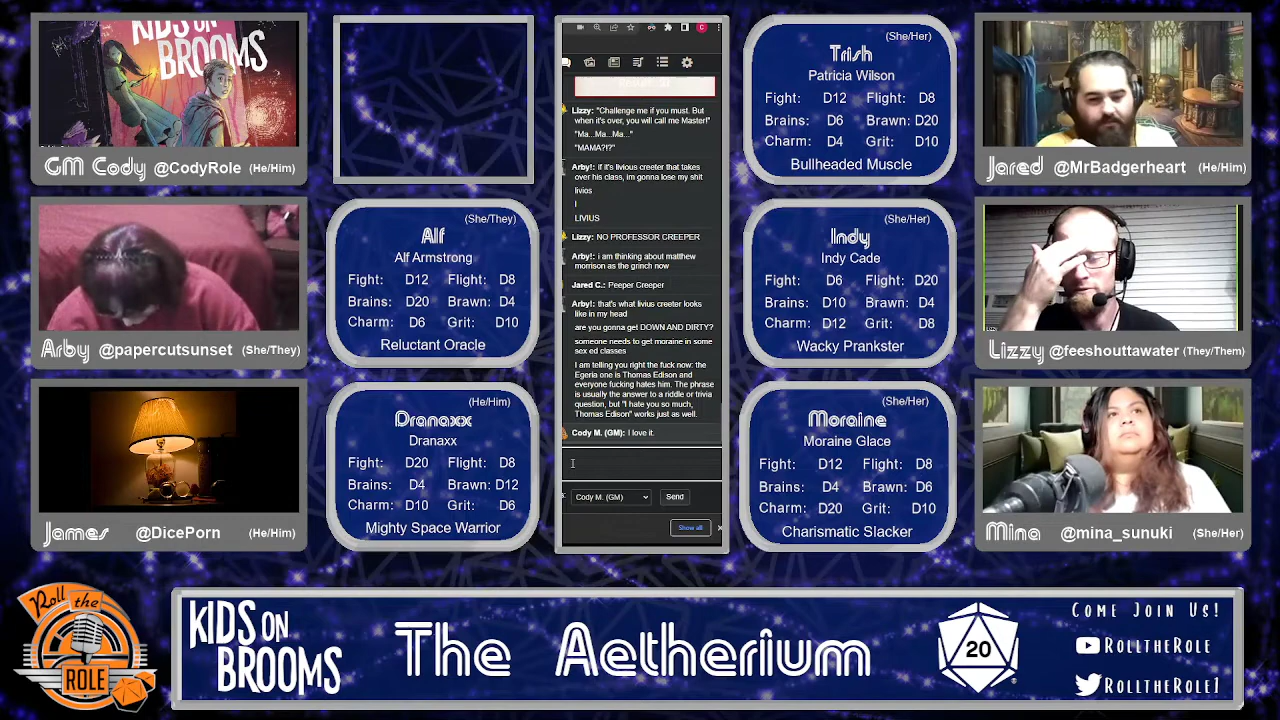 KIDS ON
BROOMS
GM Cody @CodyRole (He/Him)
Arby @papercutsunset (She/They)
James @DicePorn (He/Him)
(She/They)
Alf
Alf Armstrong
Fight: D12 Flight: D8
Brains: D20 Brawn: D4
Charm: D6 Grit: D10
Reluctant Oracle
(He/Him)
Dranaxx
Dranaxx
Fight: D20 Flight: D8
Brains: D4 Brawn: D12
Charm: D10 Grit: D6
Mighty Space Warrior
Lizzy: "Challenge me if you must. But
when it's over, you will call me Master!"
"Ma...Ma...Ma..."
"MAMA?!?"
Arby!: if it's livious creeter that takes
over his class, im gonna lose my shit
livios
I
LIVIUS
Lizzy: NO PROFESSOR CREEPER
Arby!: i am thinking about matthew
morrison as the grinch now
Jared C.: Peeper Creeper
Arby!: that's what livius creeter looks
like in my head
are you gonna get DOWN AND DIRTY?
someone needs to get moraine in some
sex ed classes
I am telling you right the fuck now: the
Egeria one is Thomas Edison and
everyone fucking hates him. The phrase
is usually the answer to a riddle or trivia
question, but "I hate you so much,
Thomas Edison" works just as well.
Cody M. (GM): I love it.
Cody M. (GM) Send
Show all
(She/Her)
Trish
Patricia Wilson
Fight: D12 Flight: D8
Brains: D6 Brawn: D20
Charm: D4 Grit: D10
Bullheaded Muscle
(She/Her)
Indy
Indy Cade
Fight: D6 Flight: D20
Brains: D10 Brawn: D4
Charm: D12 Grit: D8
Wacky Prankster
(She/Her)
Moraine
Moraine Glace
Fight: D12 Flight: D8
Brains: D4 Brawn: D6
Charm: D20 Grit: D10
Charismatic Slacker
Jared @MrBadgerheart (He/Him)
Lizzy @feeshouttawater (They/Them)
Mina @mina_sunuki (She/Her)
Roll the
ROLE
KIDS ON
BROOMS
The Aetherium
20
Come Join Us!
RolltheRole
RolltheRole1